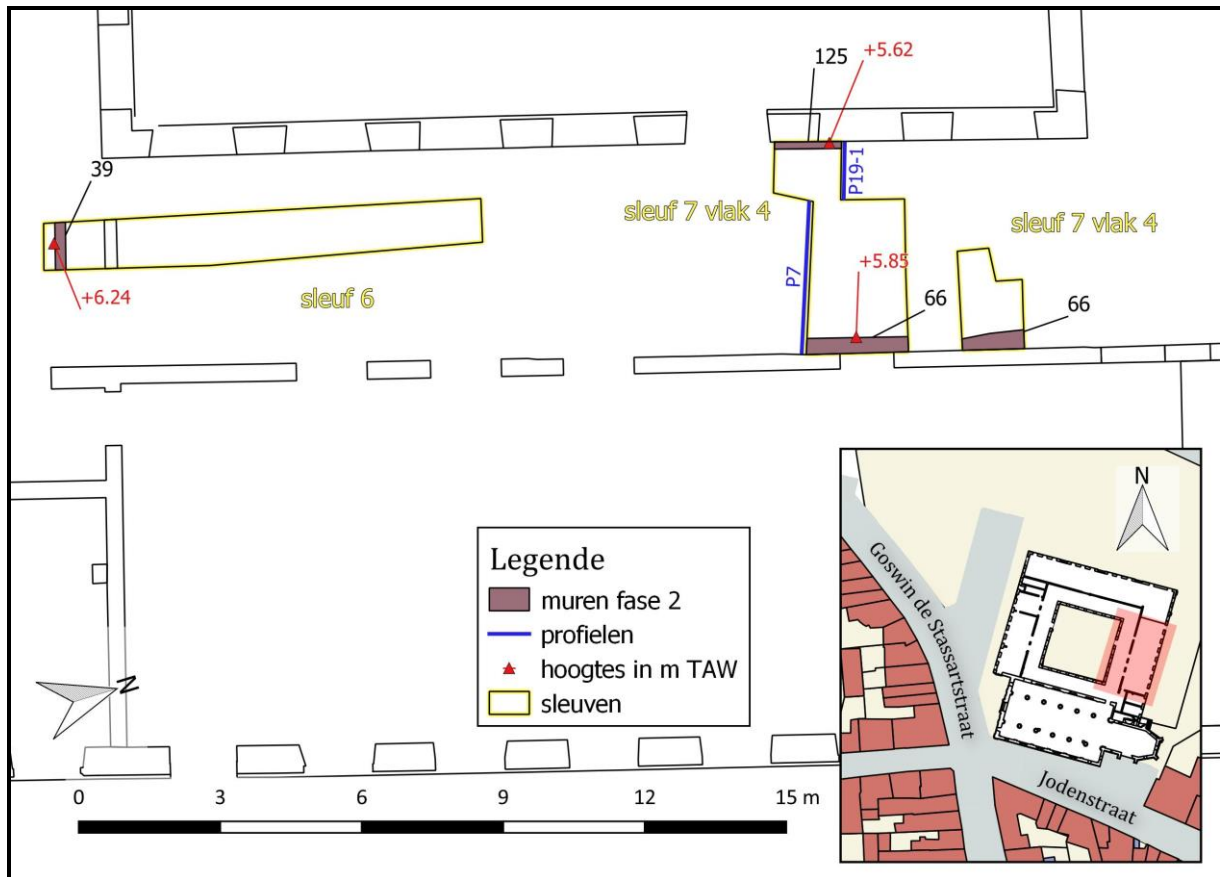 125
+5.62
39
P19-1
sleuf 7 vlak 4
sleuf 7 vlak 4
+5.85
P7
+6.24
sleuf 6
66
66
N
Legende
muren fase 2
profielen
hoogtes in m TAW
sleuven
N
Goswin de Stassartstraat
Jodenstraat
0 3 6 9 12 15 m